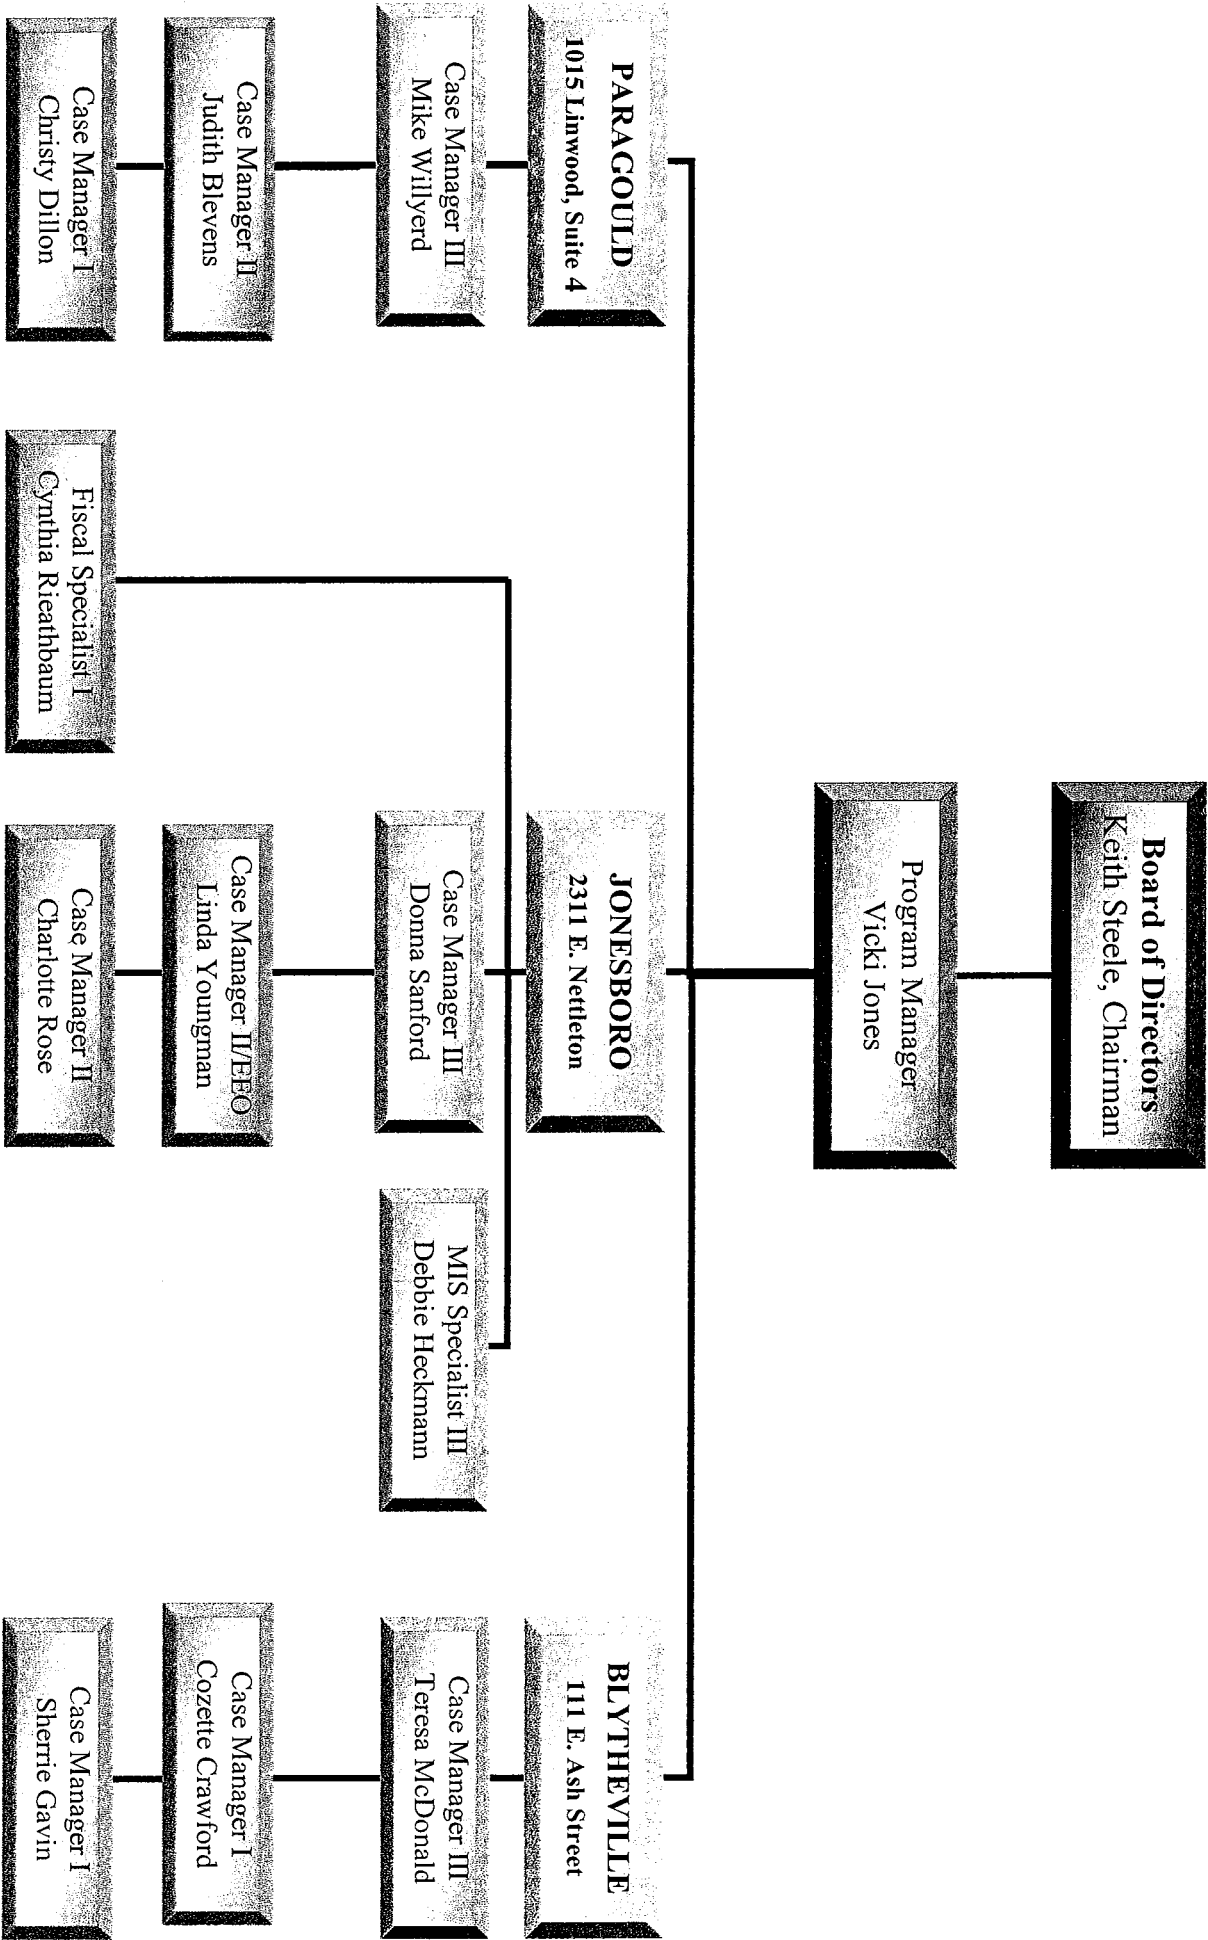 Board of Directors
Keith Steele, Chairman
Program Manager
Vicki Jones
PARAGOULD
1015 Linwood, Suite 4
JONESBORO
2311 E. Nettleton
BLYTHEVILLE
111 E. Ash Street
Case Manager III
Mike Willyerd
Case Manager III
Donna Sanford
MIS Specialist III
Debbie Heckmann
Case Manager III
Teresa McDonald
Case Manager II
Judith Blevens
Case Manager II/EEO
Linda Youngman
Case Manager I
Cozette Crawford
Case Manager I
Christy Dillon
Fiscal Specialist I
Cynthia Rieathbaum
Case Manager II
Charlotte Rose
Case Manager I
Sherrie Gavin